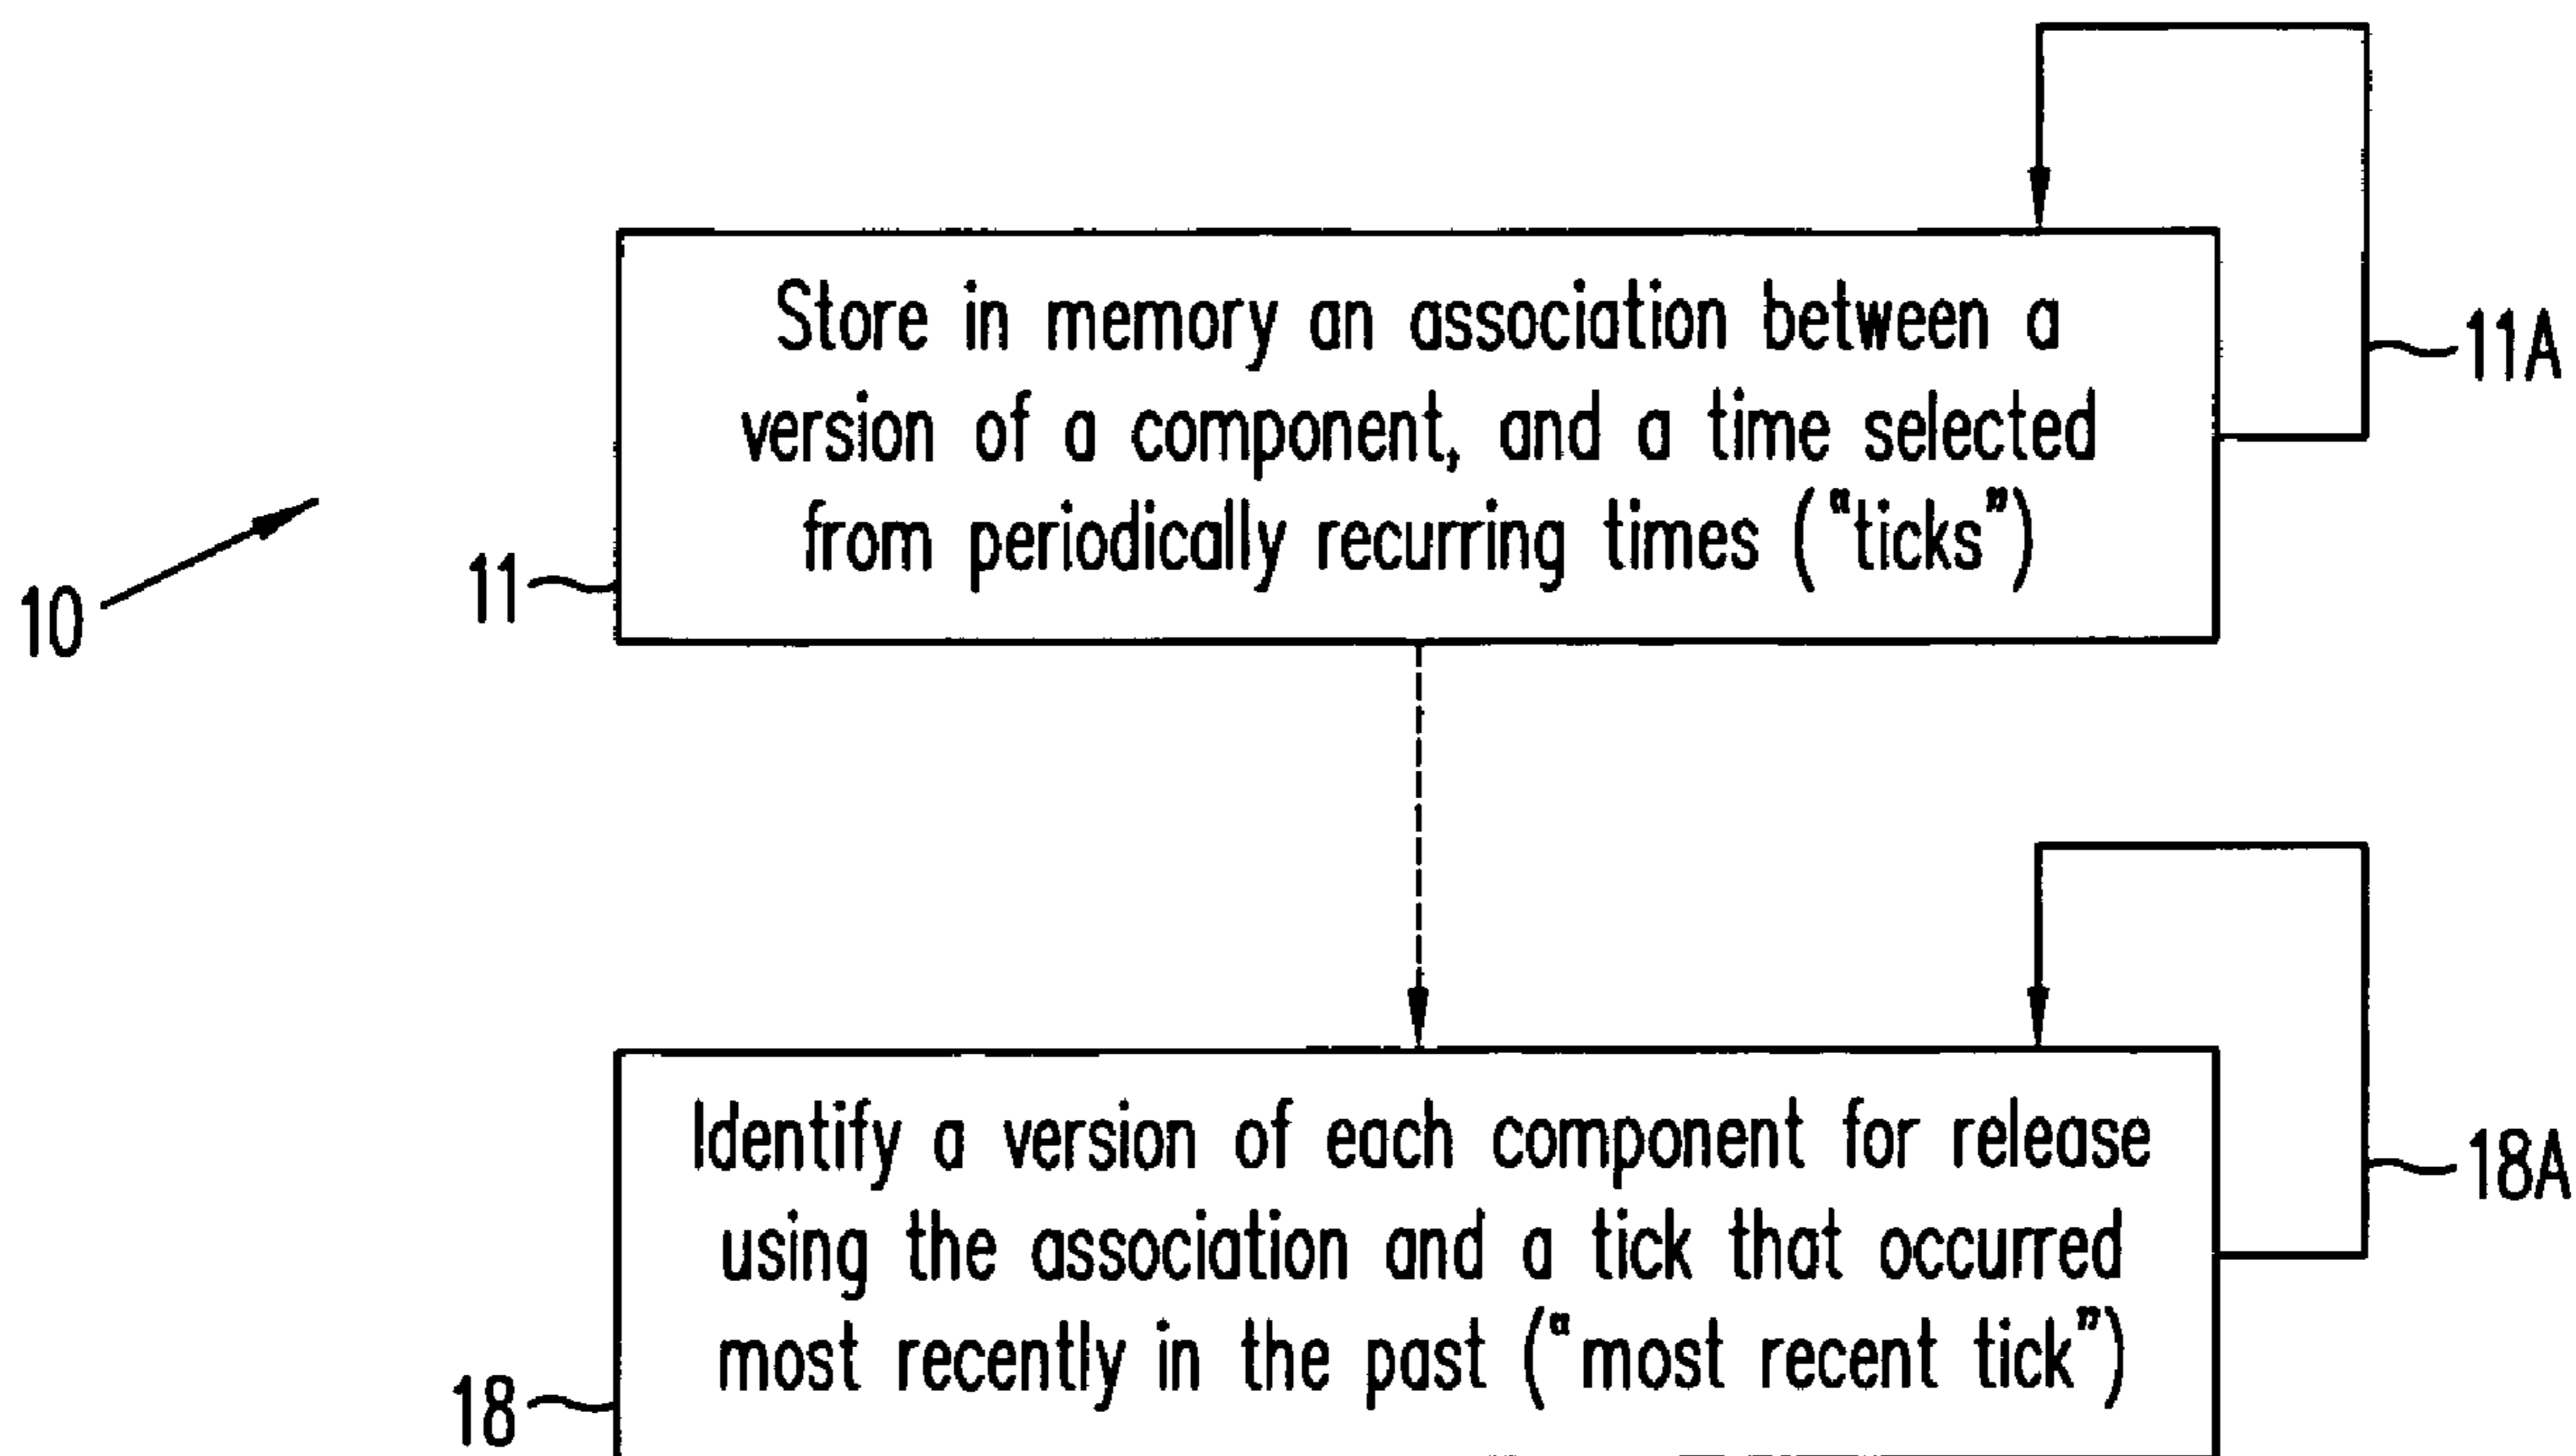 Store in memory an association between a
version of a component, and a time selected
from periodically recurring times ("ticks")
11A
10
11
Identify a version of each component for release
using the association and a tick that occurred
most recently in the past ("most recent tick")
18A
18